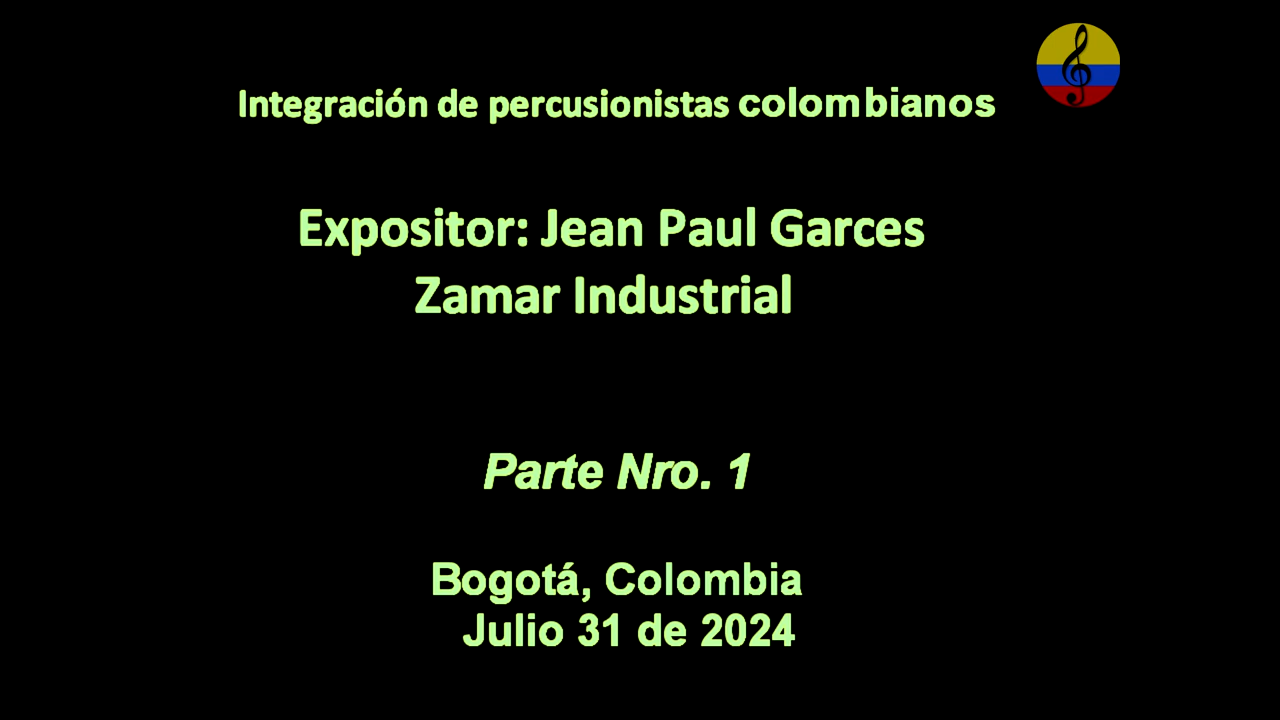 Integración de percusionistas colombianos
Expositor: Jean Paul Garces
Zamar Industrial
Parte Nro. 1
Bogotá, Colombia
Julio 31 de 2024